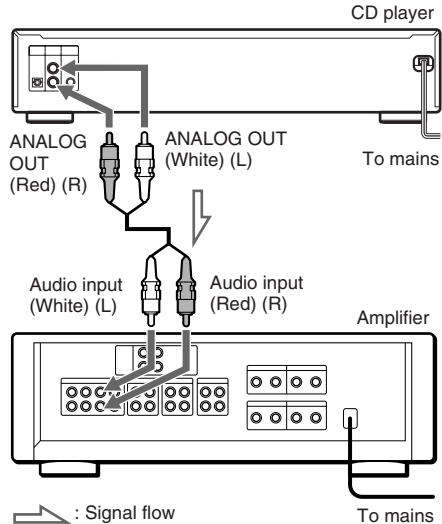 CD player
ANALOG
OUT
(Red) (R)
ANALOG OUT
(White) (L)
To mains
Audio input
(White) (L)
Audio input
(Red) (R)
Amplifier
: Signal flow
To mains